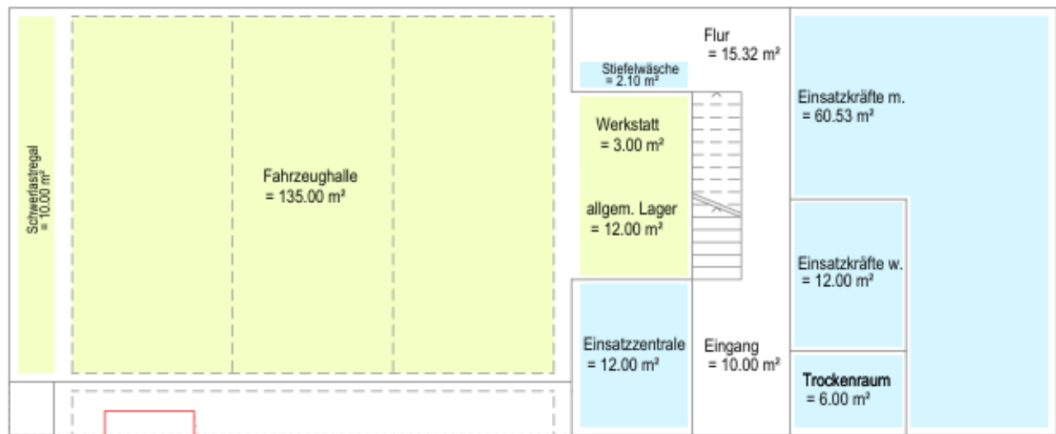 Schwerlastregal
= 10.00 m²
Fahrzeughalle
= 135.00 m²
Stiefelwäsche
= 2.10 m²
Werkstatt
= 3.00 m²
allgem. Lager
= 12.00 m²
Einsatzzentrale
= 12.00 m²
Flur
= 15.32 m²
Eingang
= 10.00 m²
Einsatzkräfte m.
= 60.53 m²
Einsatzkräfte w.
= 12.00 m²
Trockenraum
= 6.00 m²